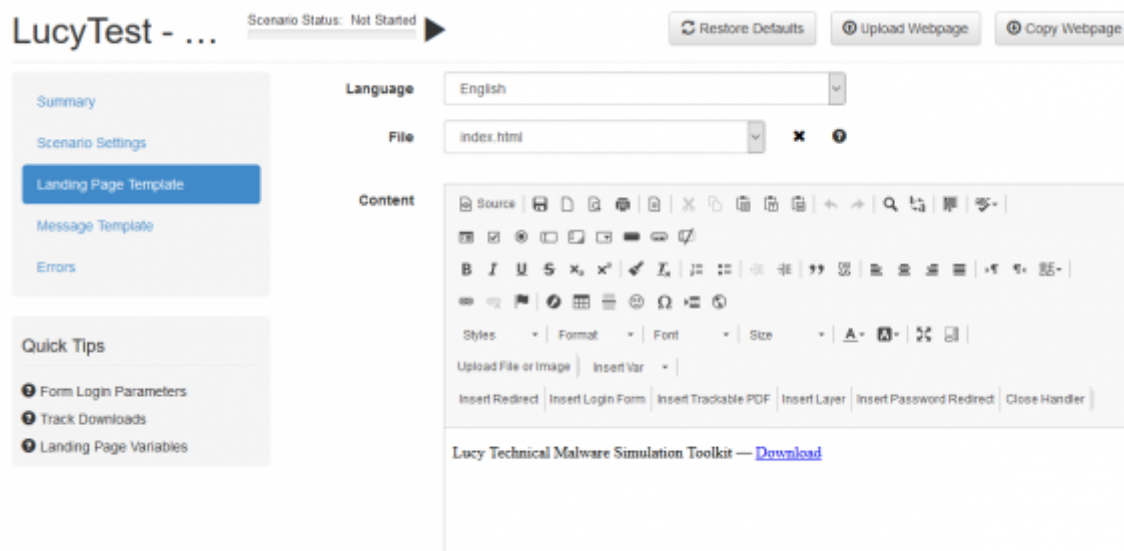 LucyTest - ...
Scenario Status: Not Started
Restore Defaults
Upload Webpage
Copy Webpage
Summary
Scenario Settings
Landing Page Template
Message Template
Errors
Quick Tips
Form Login Parameters
Track Downloads
Landing Page Variables
Language English
File index.html
Content
Source
Styles Format Font Size
Upload File or Image Insert Var
Insert Redirect Insert Login Form Insert Trackable PDF Insert Layer Insert Password Redirect Close Handler
Lucy Technical Malware Simulation Toolkit — Download